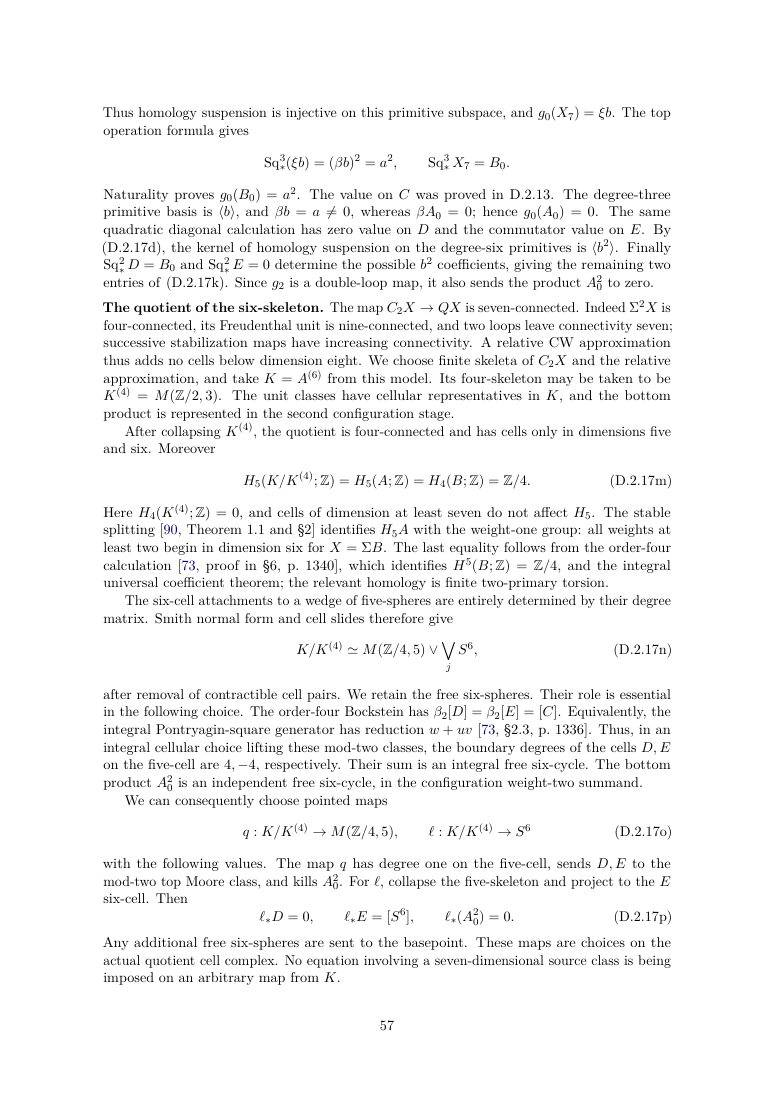 Thus homology suspension is injective on this primitive subspace, and g₀(X₇) = ξb. The top
operation formula gives
Sq³∗(ξb) = (βb)² = a², Sq³∗ X₇ = B₀.
Naturality proves g₀(B₀) = a². The value on C was proved in D.2.13. The degree-three
primitive basis is ⟨b⟩, and βb = a ≠ 0, whereas βA₀ = 0; hence g₀(A₀) = 0. The same
quadratic diagonal calculation has zero value on D and the commutator value on E. By
(D.2.17d), the kernel of homology suspension on the degree-six primitives is ⟨b²⟩. Finally
Sq²∗ D = B₀ and Sq²∗ E = 0 determine the possible b² coefficients, giving the remaining two
entries of (D.2.17k). Since g₂ is a double-loop map, it also sends the product A₀² to zero.
The quotient of the six-skeleton. The map C₂X → QX is seven-connected. Indeed Σ²X is
four-connected, its Freudenthal unit is nine-connected, and two loops leave connectivity seven;
successive stabilization maps have increasing connectivity. A relative CW approximation
thus adds no cells below dimension eight. We choose finite skeleta of C₂X and the relative
approximation, and take K = A⁽⁶⁾ from this model. Its four-skeleton may be taken to be
K⁽⁴⁾ = M(ℤ/2, 3). The unit classes have cellular representatives in K, and the bottom
product is represented in the second configuration stage.
After collapsing K⁽⁴⁾, the quotient is four-connected and has cells only in dimensions five
and six. Moreover
H₅(K/K⁽⁴⁾; ℤ) = H₅(A; ℤ) = H₄(B; ℤ) = ℤ/4. (D.2.17m)
Here H₄(K⁽⁴⁾; ℤ) = 0, and cells of dimension at least seven do not affect H₅. The stable
splitting [90, Theorem 1.1 and §2] identifies H₅A with the weight-one group: all weights at
least two begin in dimension six for X = ΣB. The last equality follows from the order-four
calculation [73, proof in §6, p. 1340], which identifies H⁵(B; ℤ) = ℤ/4, and the integral
universal coefficient theorem; the relevant homology is finite two-primary torsion.
The six-cell attachments to a wedge of five-spheres are entirely determined by their degree
matrix. Smith normal form and cell slides therefore give
K/K⁽⁴⁾ ≃ M(ℤ/4, 5) ∨ ⋁ⱼ S⁶, (D.2.17n)
after removal of contractible cell pairs. We retain the free six-spheres. Their role is essential
in the following choice. The order-four Bockstein has β₂[D] = β₂[E] = [C]. Equivalently, the
integral Pontryagin-square generator has reduction w + uv [73, §2.3, p. 1336]. Thus, in an
integral cellular choice lifting these mod-two classes, the boundary degrees of the cells D, E
on the five-cell are 4, −4, respectively. Their sum is an integral free six-cycle. The bottom
product A₀² is an independent free six-cycle, in the configuration weight-two summand.
We can consequently choose pointed maps
q : K/K⁽⁴⁾ → M(ℤ/4, 5), ℓ : K/K⁽⁴⁾ → S⁶ (D.2.17o)
with the following values. The map q has degree one on the five-cell, sends D, E to the
mod-two top Moore class, and kills A₀². For ℓ, collapse the five-skeleton and project to the E
six-cell. Then
ℓ∗D = 0, ℓ∗E = [S⁶], ℓ∗(A₀²) = 0. (D.2.17p)
Any additional free six-spheres are sent to the basepoint. These maps are choices on the
actual quotient cell complex. No equation involving a seven-dimensional source class is being
imposed on an arbitrary map from K.
57